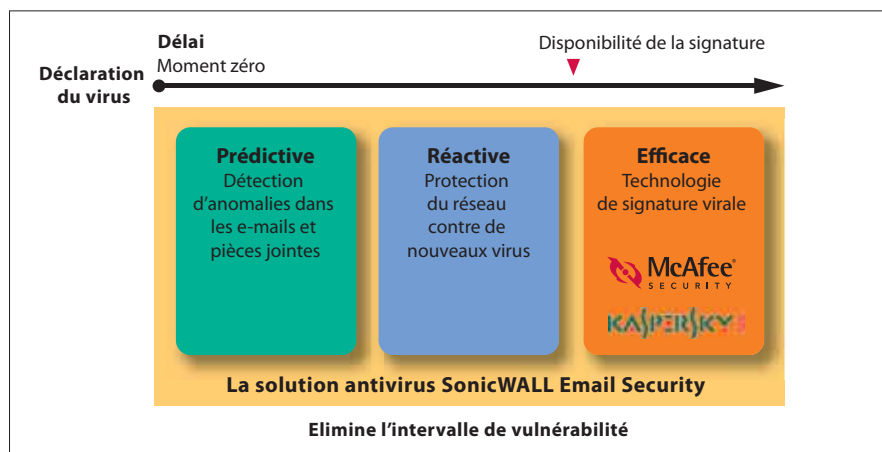 Délai
Moment zéro
Disponibilité de la signature
Déclaration
du virus
Prédictive
Détection
d'anomalies dans
les e-mails et
pièces jointes
Réactive
Protection
du réseau
contre de
nouveaux virus
Efficace
Technologie
de signature virale
McAfee®
SECURITY
KASPERSKY
La solution antivirus SonicWALL Email Security
Elimine l'intervalle de vulnérabilité